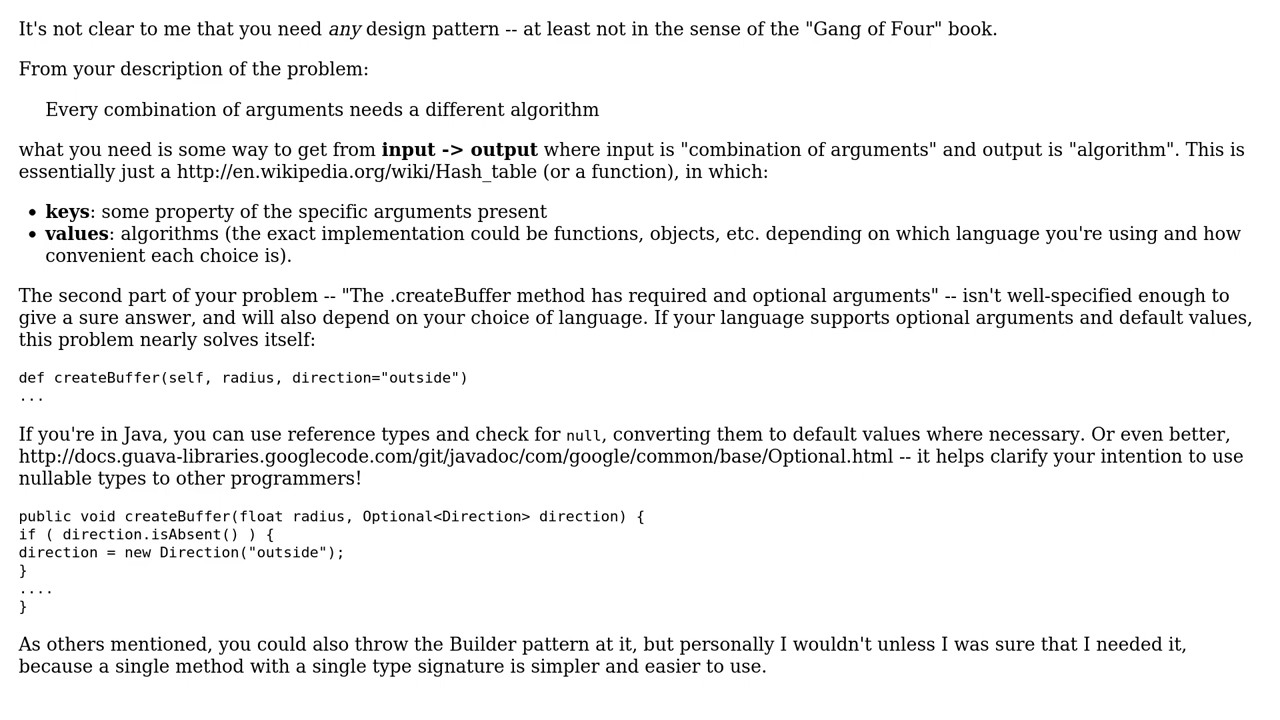 It's not clear to me that you need any design pattern -- at least not in the sense of the "Gang of Four" book.
From your description of the problem:
Every combination of arguments needs a different algorithm
what you need is some way to get from input -> output where input is "combination of arguments" and output is "algorithm". This is
essentially just a http://en.wikipedia.org/wiki/Hash_table (or a function), in which:
• keys: some property of the specific arguments present
• values: algorithms (the exact implementation could be functions, objects, etc. depending on which language you're using and how
convenient each choice is).
The second part of your problem -- "The .createBuffer method has required and optional arguments" -- isn't well-specified enough to
give a sure answer, and will also depend on your choice of language. If your language supports optional arguments and default values,
this problem nearly solves itself:
def createBuffer(self, radius, direction="outside")
...
If you're in Java, you can use reference types and check for null, converting them to default values where necessary. Or even better,
http://docs.guava-libraries.googlecode.com/git/javadoc/com/google/common/base/Optional.html -- it helps clarify your intention to use
nullable types to other programmers!
public void createBuffer(float radius, Optional<Direction> direction) {
if ( direction.isAbsent() ) {
direction = new Direction("outside");
}
....
}
As others mentioned, you could also throw the Builder pattern at it, but personally I wouldn't unless I was sure that I needed it,
because a single method with a single type signature is simpler and easier to use.